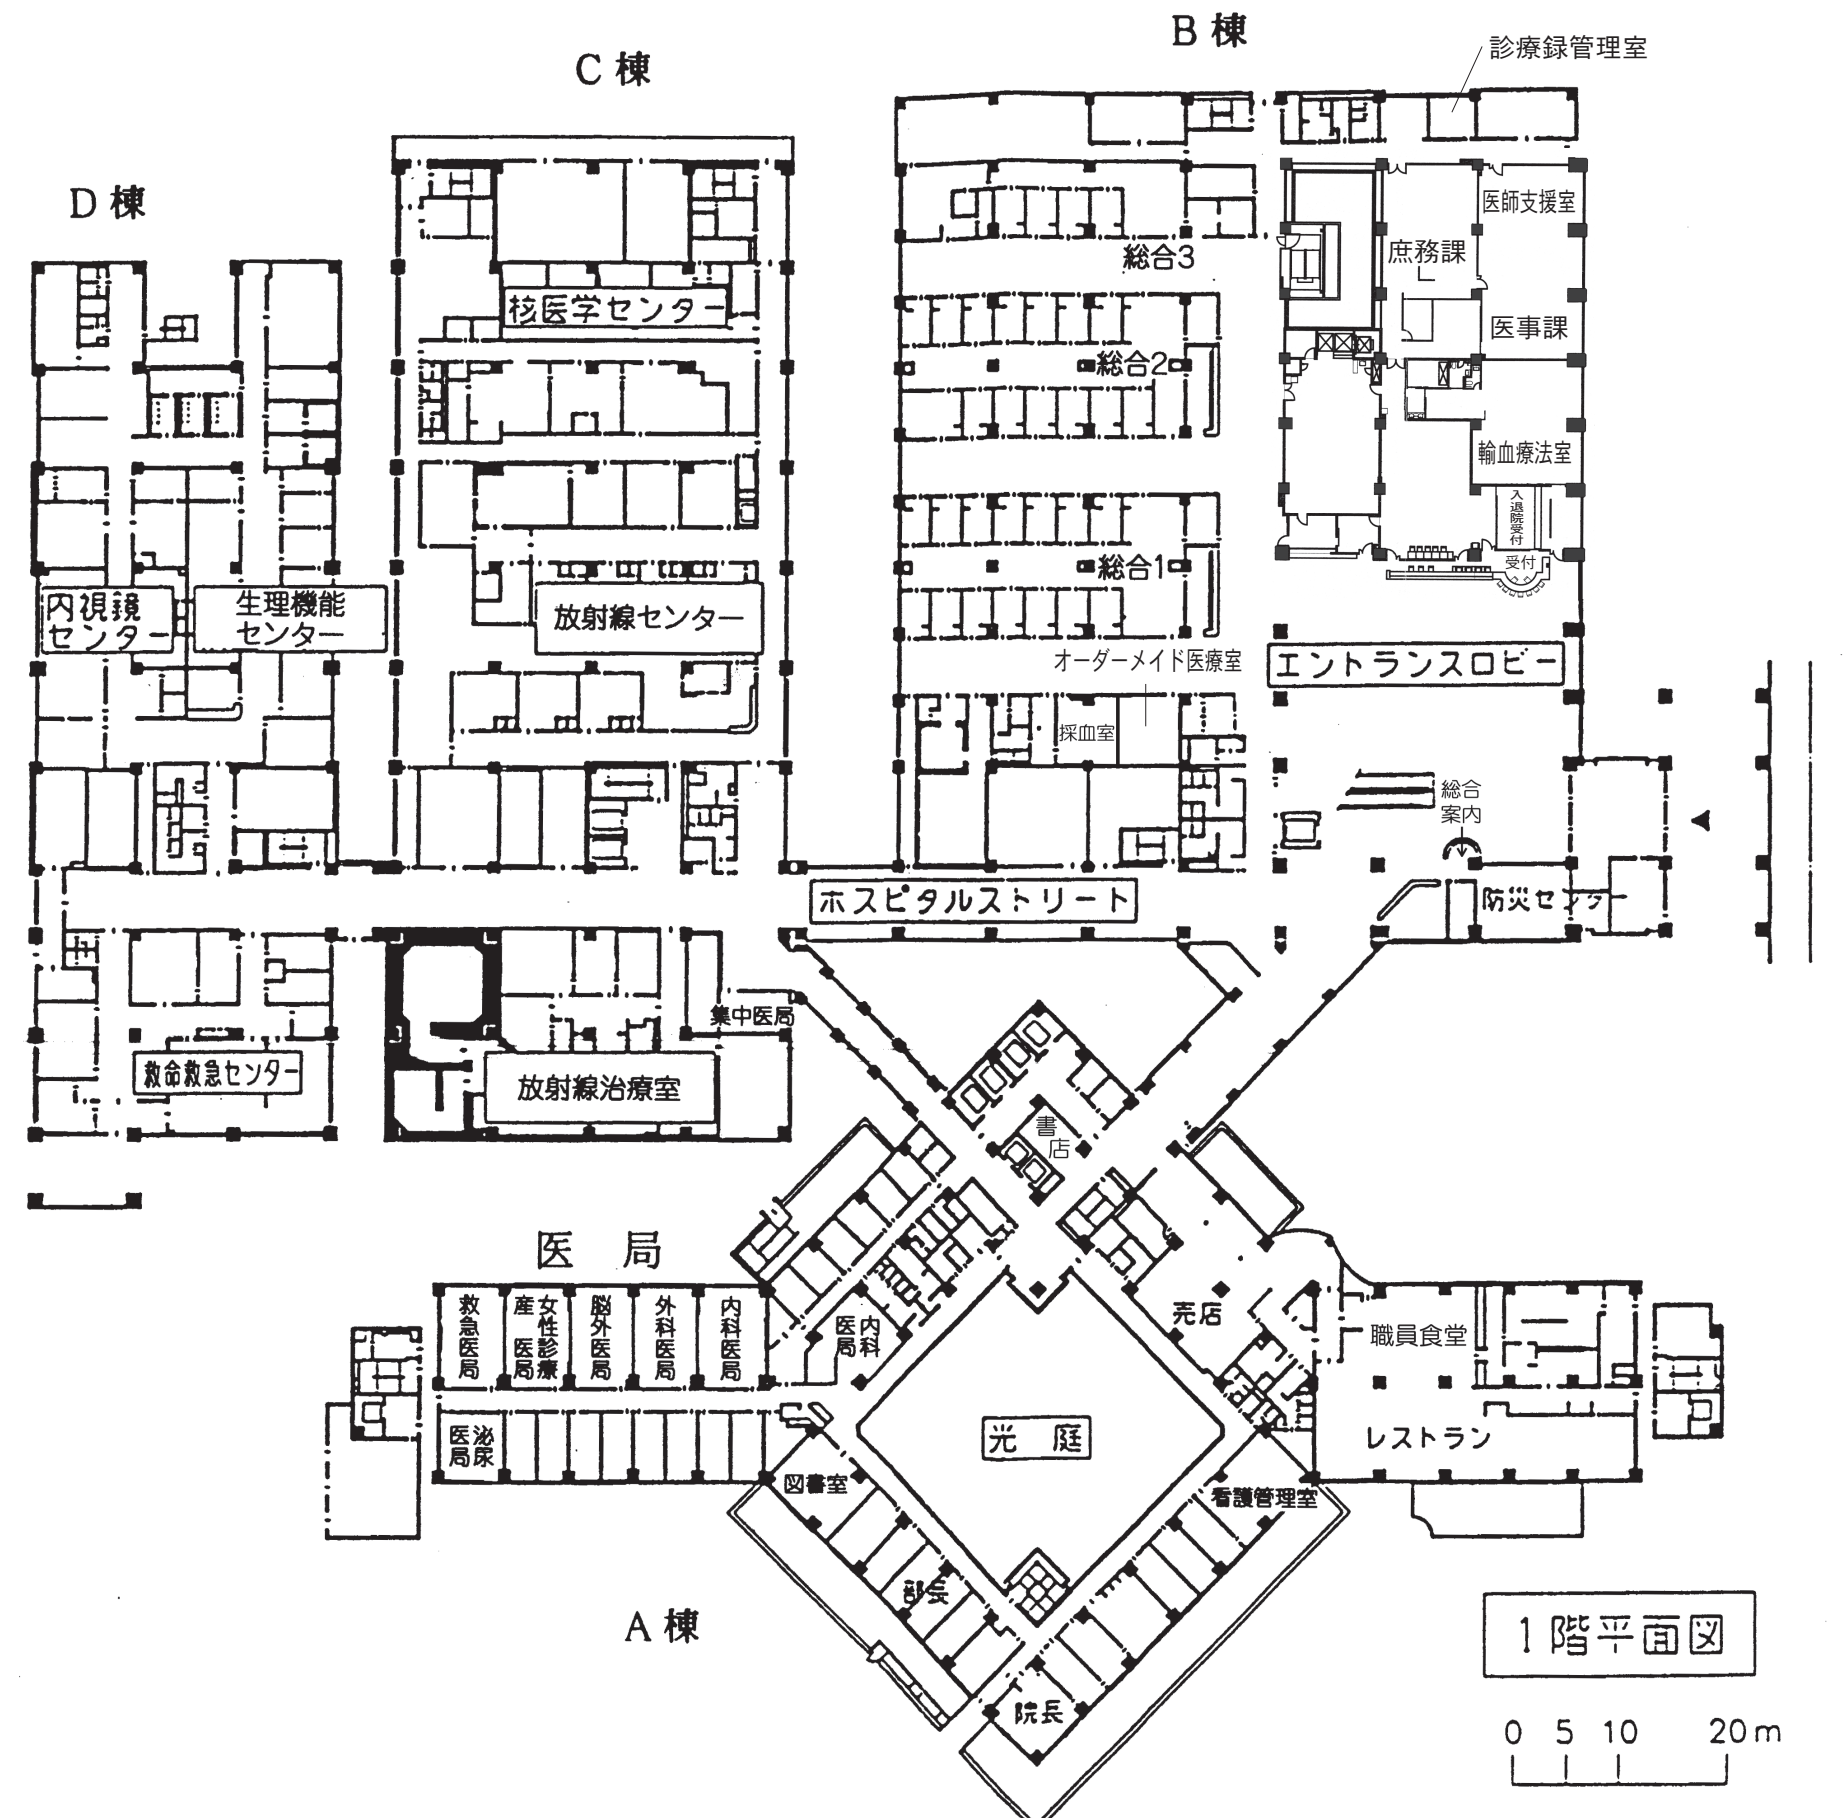 B棟
診療録管理室
C棟
D棟
医師支援室
庶務課
総合3
核医学センター
医事課
総合2
輸血療法室
入退院受付
受付
総合1
内視鏡
センター
生理機能
センター
放射線センター
オーダーメイド医療室
エントランスロビー
採血室
総合
案内
ホスピタルストリート
防災センター
集中医局
救命救急センター
放射線治療室
書店
医 局
救急医局
女性診療
産 医局
脳外医局
外科医局
内科医局
内科
医局
売店
職員食堂
泌尿
医局
光 庭
レストラン
図書室
看護管理室
部長
A棟
院長
1階平面図
0 5 10 20m